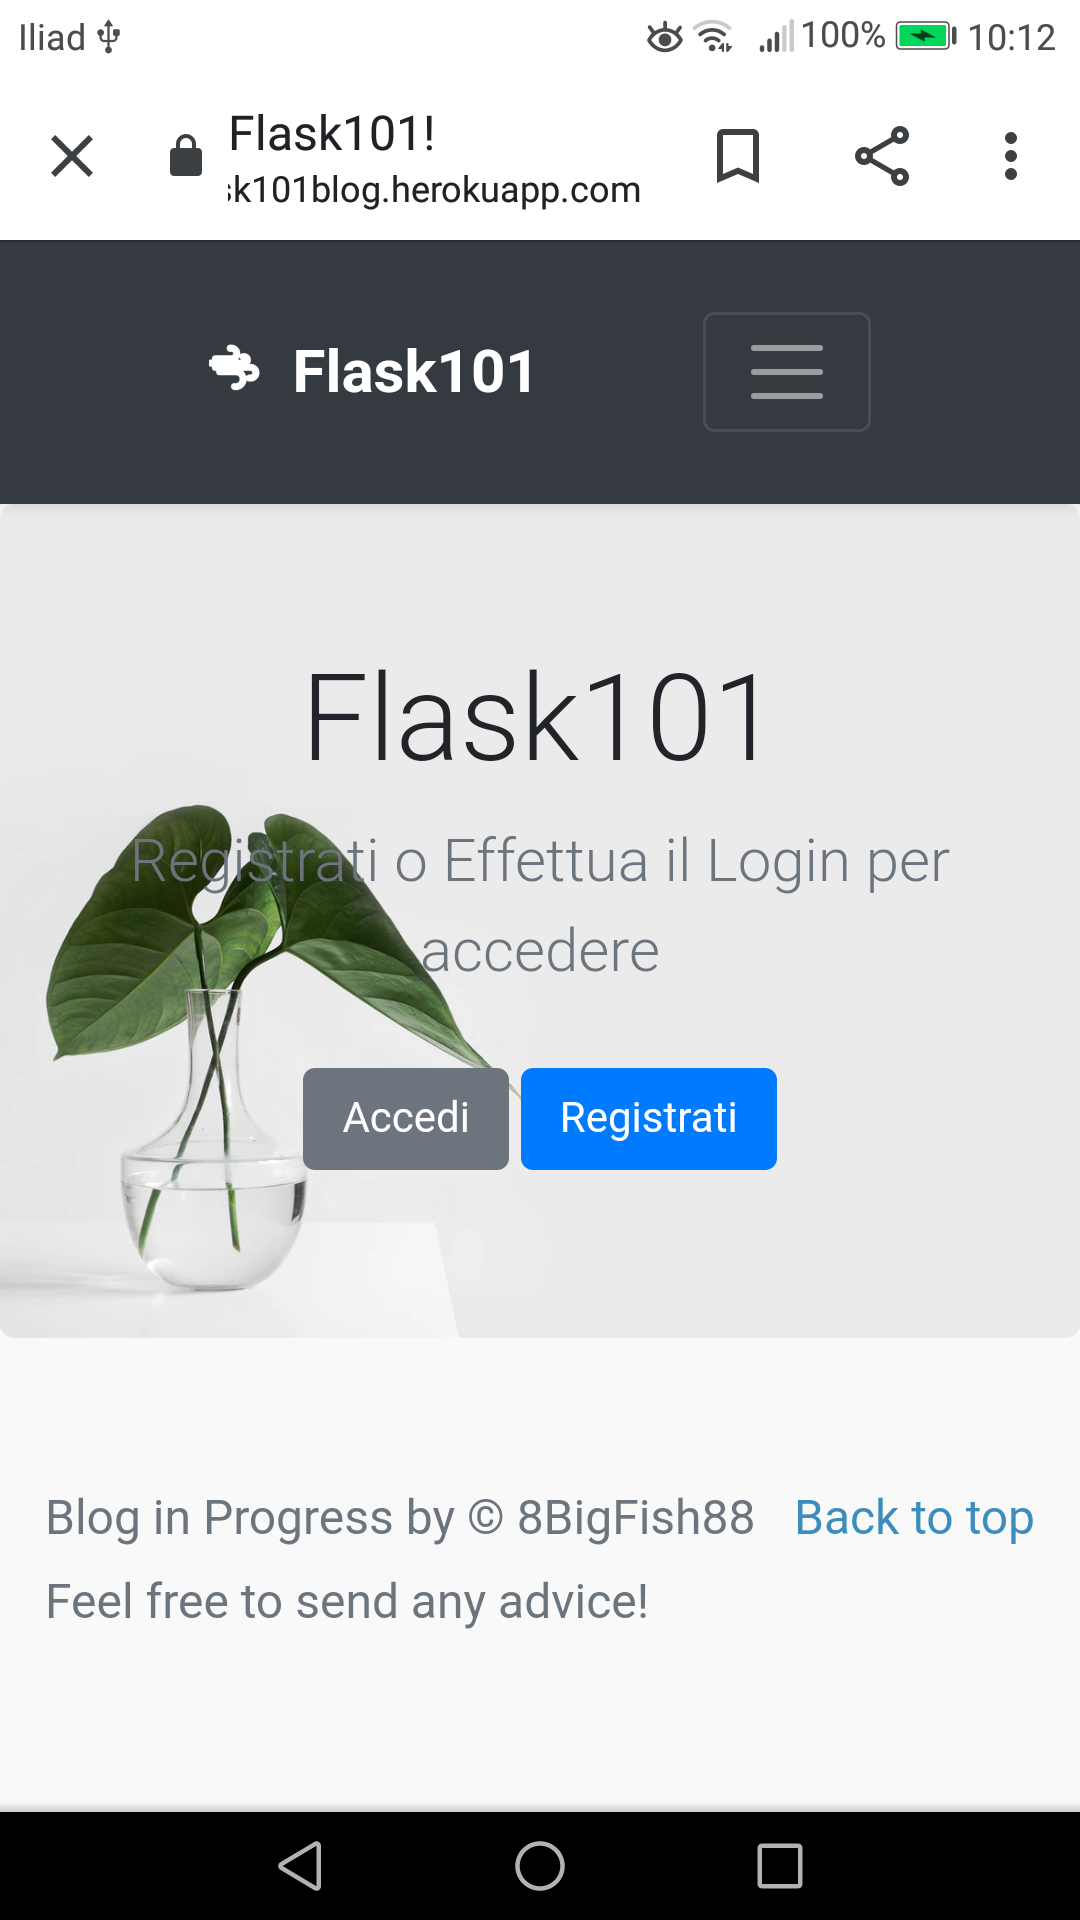 Iliad 100% 10:12
Flask101!
sk101blog.herokuapp.com
Flask101
Flask101
Registrati o Effettua il Login per
accedere
Accedi Registrati
Blog in Progress by © 8BigFish88 Back to top
Feel free to send any advice!